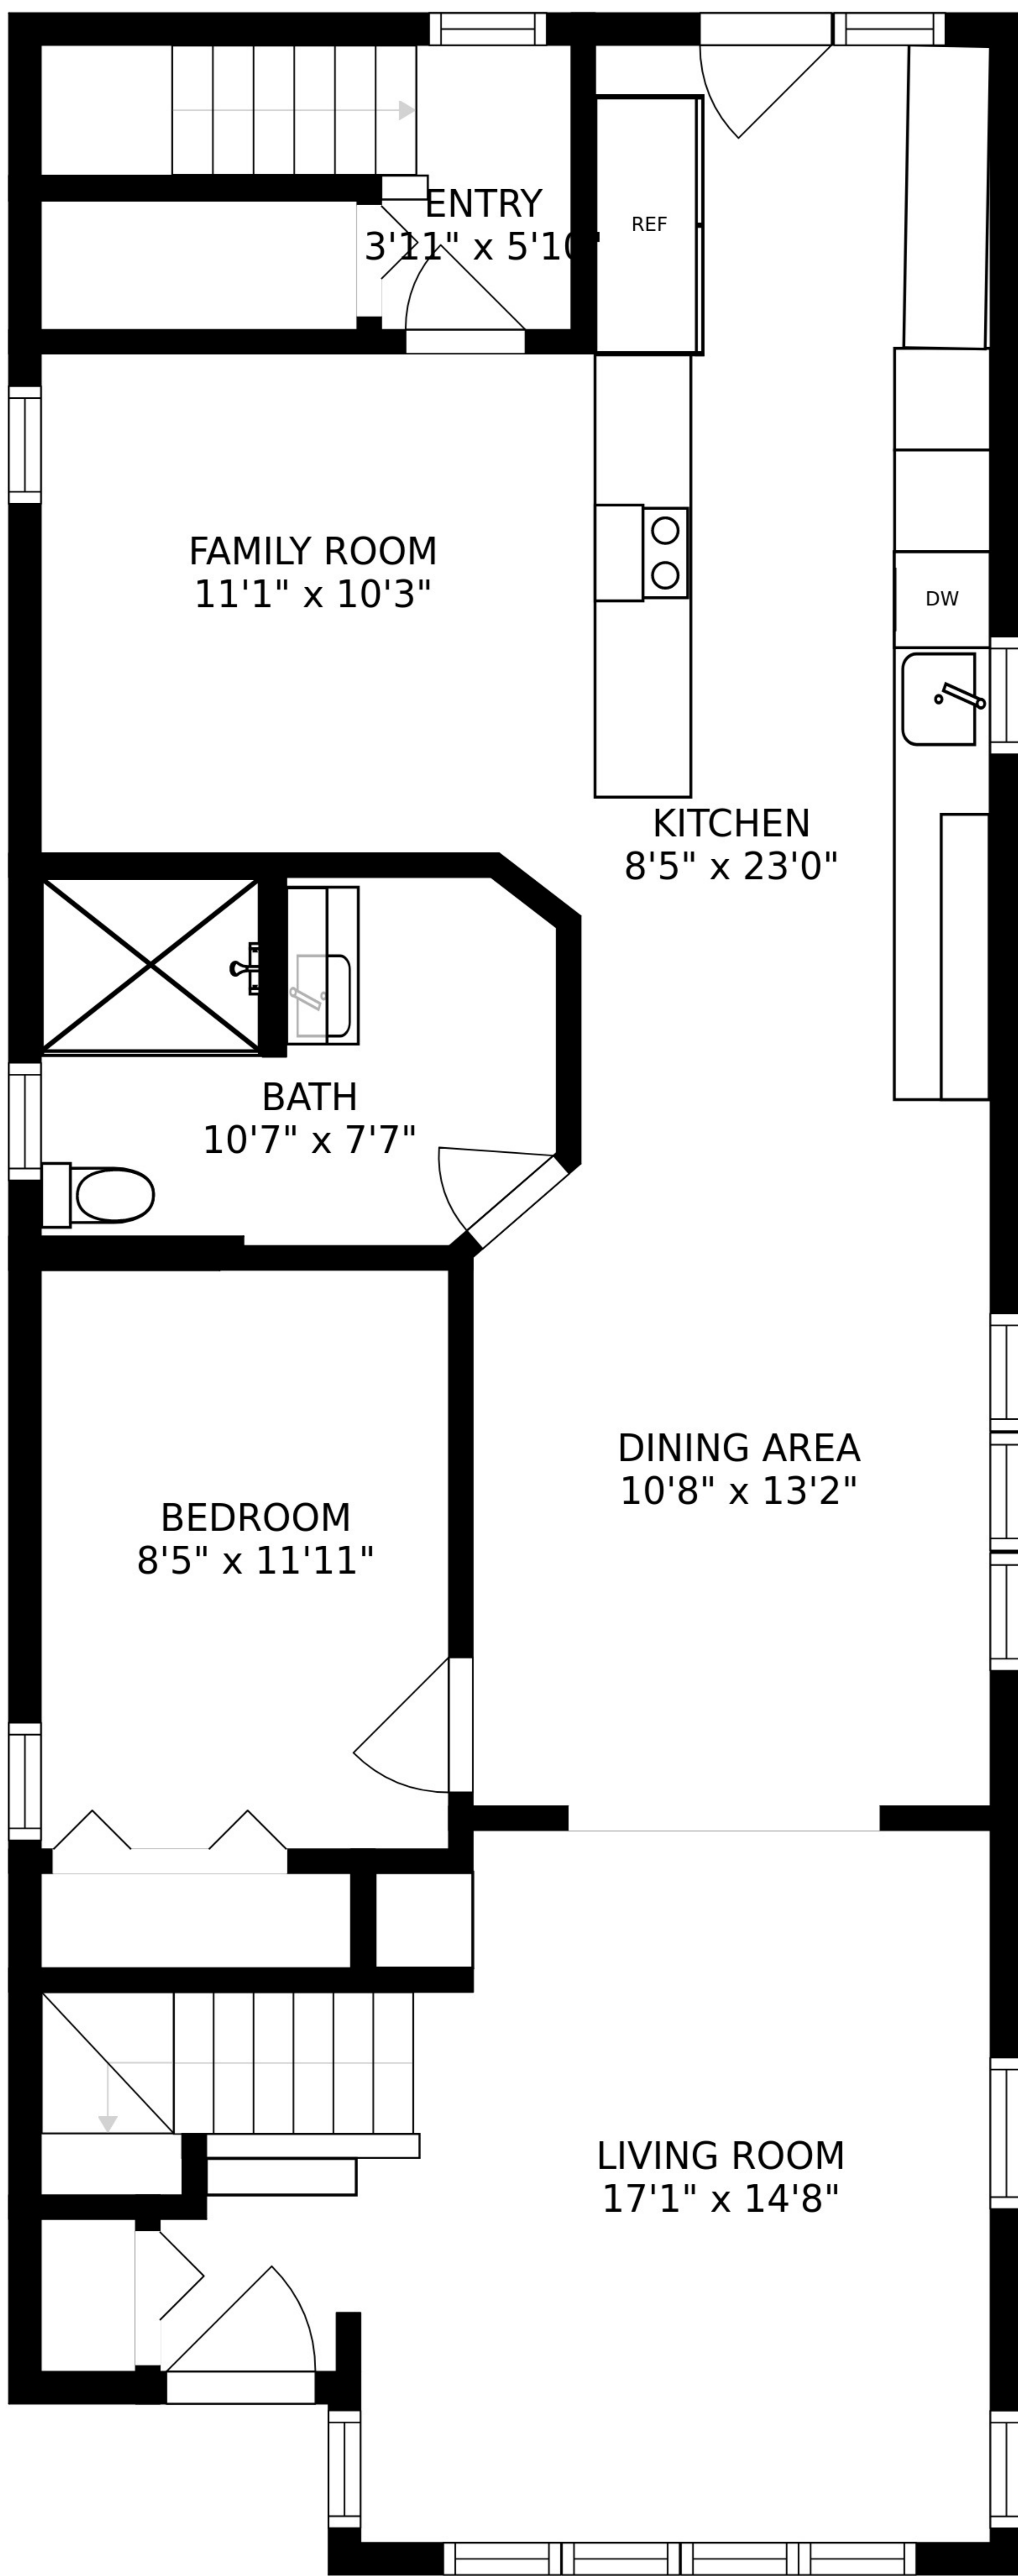 ENTRY
3'11" x 5'10"
REF
FAMILY ROOM
11'1" x 10'3"
DW
KITCHEN
8'5" x 23'0"
BATH
10'7" x 7'7"
DINING AREA
10'8" x 13'2"
BEDROOM
8'5" x 11'11"
LIVING ROOM
17'1" x 14'8"